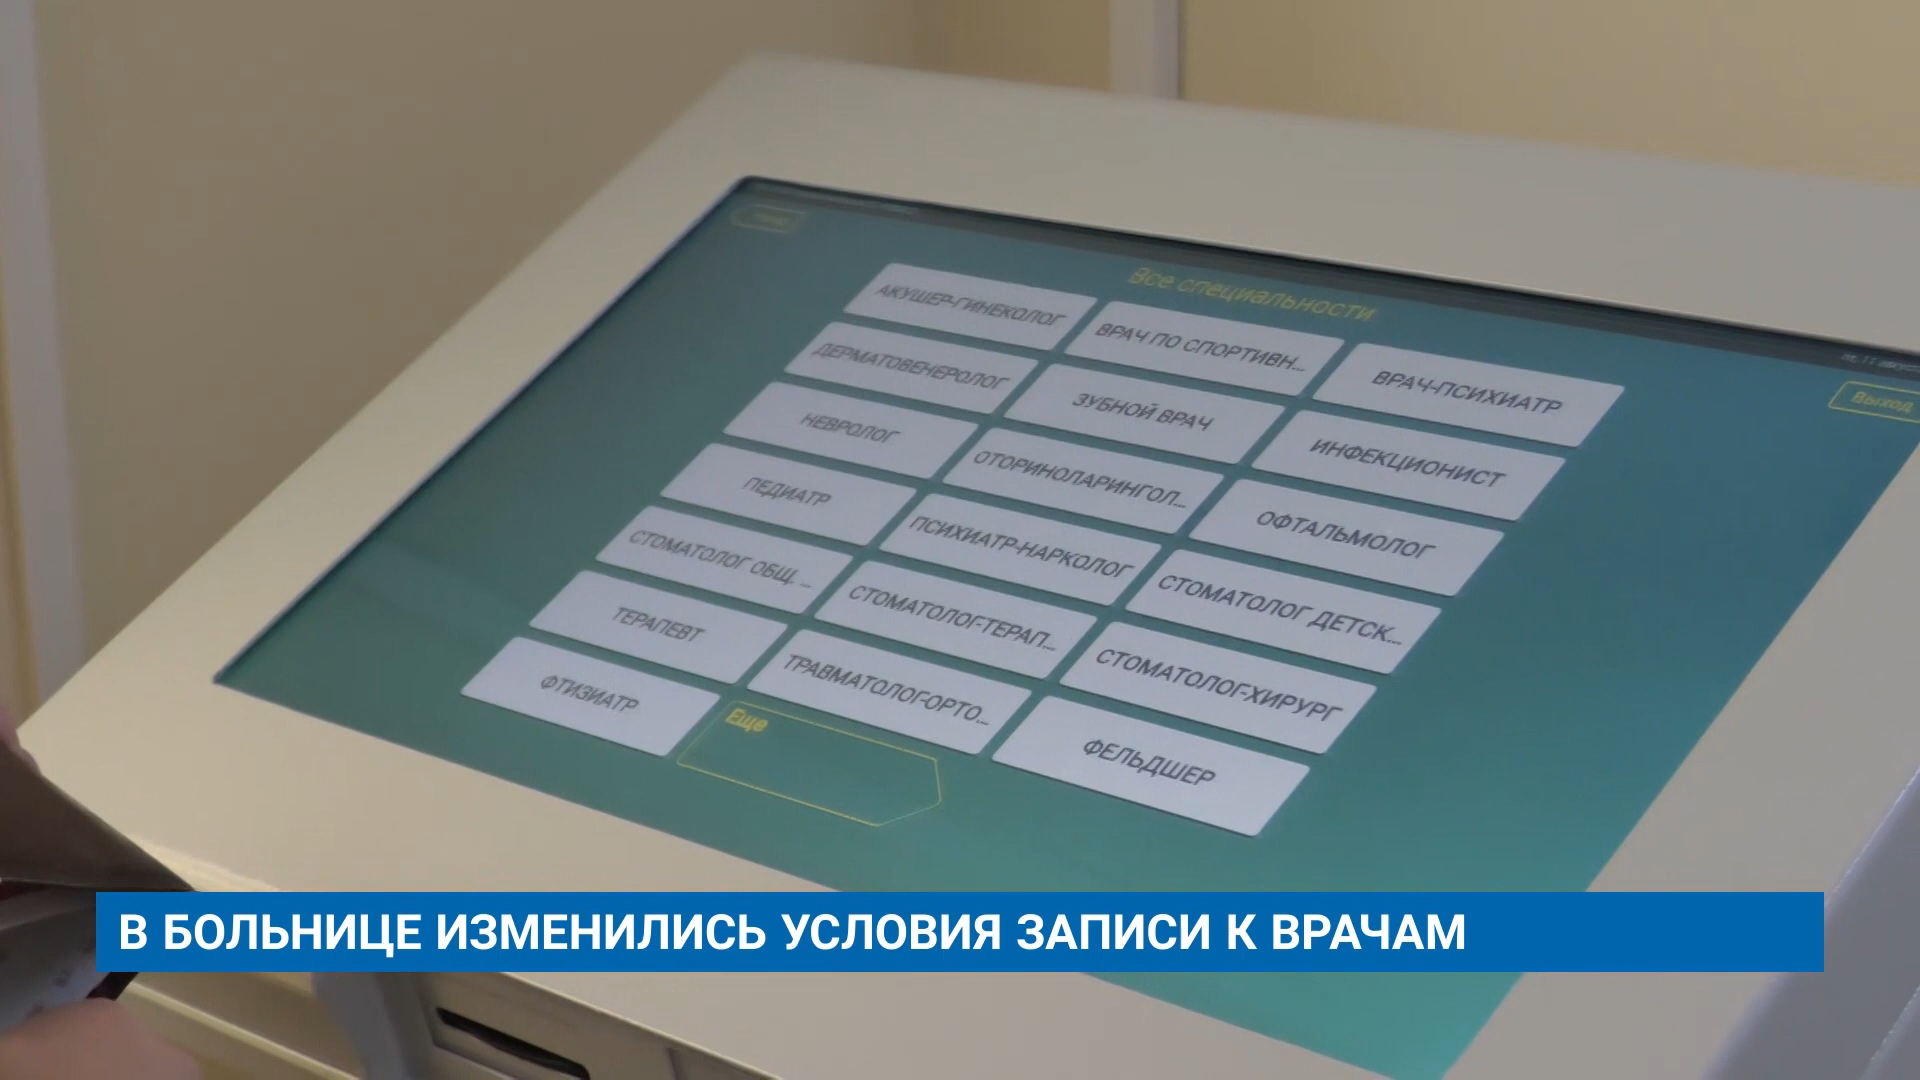 Все специальности
Выход
АКУШЕР-ГИНЕКОЛОГ
ВРАЧ ПО СПОРТИВН...
ВРАЧ-ПСИХИАТР
ДЕРМАТОВЕНЕРОЛОГ
ЗУБНОЙ ВРАЧ
ИНФЕКЦИОНИСТ
НЕВРОЛОГ
ОТОРИНОЛАРИНГОЛ...
ОФТАЛЬМОЛОГ
ПЕДИАТР
ПСИХИАТР-НАРКОЛОГ
СТОМАТОЛОГ ДЕТСК...
СТОМАТОЛОГ ОБЩ. ...
СТОМАТОЛОГ-ТЕРАП...
СТОМАТОЛОГ-ХИРУРГ
ТЕРАПЕВТ
ТРАВМАТОЛОГ-ОРТО...
ФЕЛЬДШЕР
ФТИЗИАТР
Еще
В БОЛЬНИЦЕ ИЗМЕНИЛИСЬ УСЛОВИЯ ЗАПИСИ К ВРАЧАМ